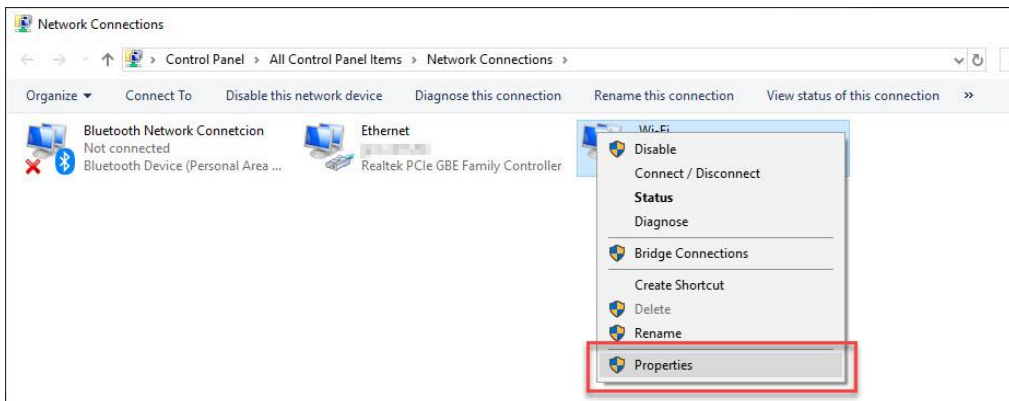 Network Connections
Control Panel > All Control Panel Items > Network Connections >
Organize Connect To Disable this network device Diagnose this connection Rename this connection View status of this connection »
Bluetooth Network Connetcion
Not connected
Bluetooth Device (Personal Area ...
Ethernet
Realtek PCIe GBE Family Controller
Wi-Fi
Disable
Connect / Disconnect
Status
Diagnose
Bridge Connections
Create Shortcut
Delete
Rename
Properties